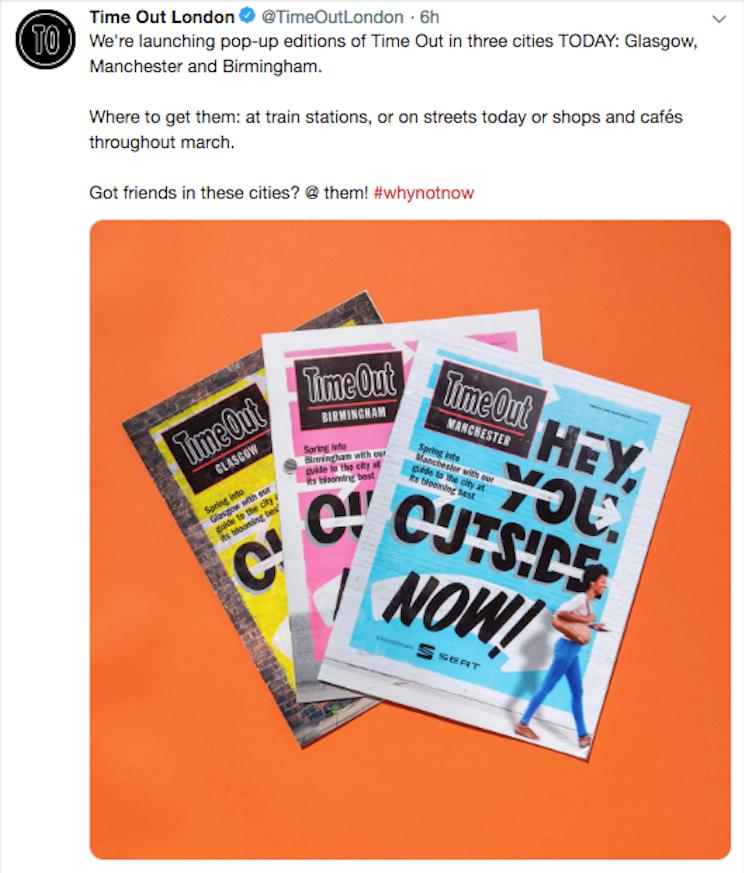 TO
Time Out London @TimeOutLondon · 6h
We're launching pop-up editions of Time Out in three cities TODAY: Glasgow,
Manchester and Birmingham.
Where to get them: at train stations, or on streets today or shops and cafés
throughout march.
Got friends in these cities? @ them! #whynotnow
Time Out
GLASGOW
Spring into
Glasgow with our
guide to the city
its blooming best
Time Out
BIRMINGHAM
Spring into
Birmingham with our
guide to the city at
its blooming best
OU
Time Out
MANCHESTER
Spring into
Manchester with our
guide to the city at
its blooming best
HEY,
YOU.
OUTSIDE
NOW!
SEAT